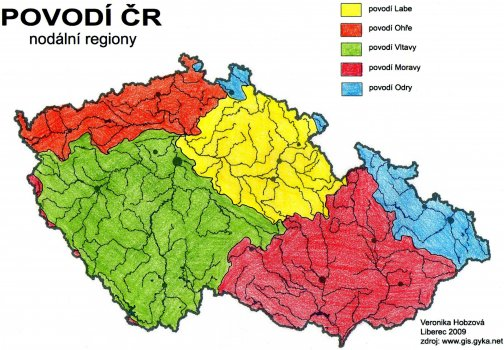 POVODÍ ČR
nodální regiony
povodí Labe
povodí Ohře
povodí Vltavy
povodí Moravy
povodí Odry
Veronika Hobzová
Liberec 2009
zdroj: www.gis.gyka.net